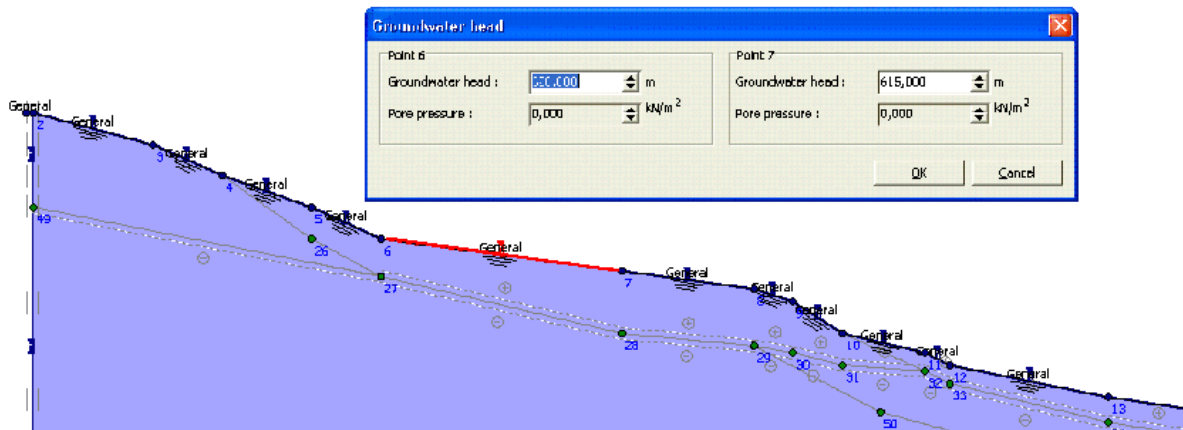 Groundwater head
Point 6
Groundwater head :
620,000
m
Pore pressure :
0,000
kN/m²
Point 7
Groundwater head :
615,000
m
Pore pressure :
0,000
kN/m²
OK
Cancel
General
2
General
3
General
4
General
5
General
6
General
7
General
8
General
9
General
10
General
11
General
12
General
13
49
26
27
28
29
30
31
32
33
50